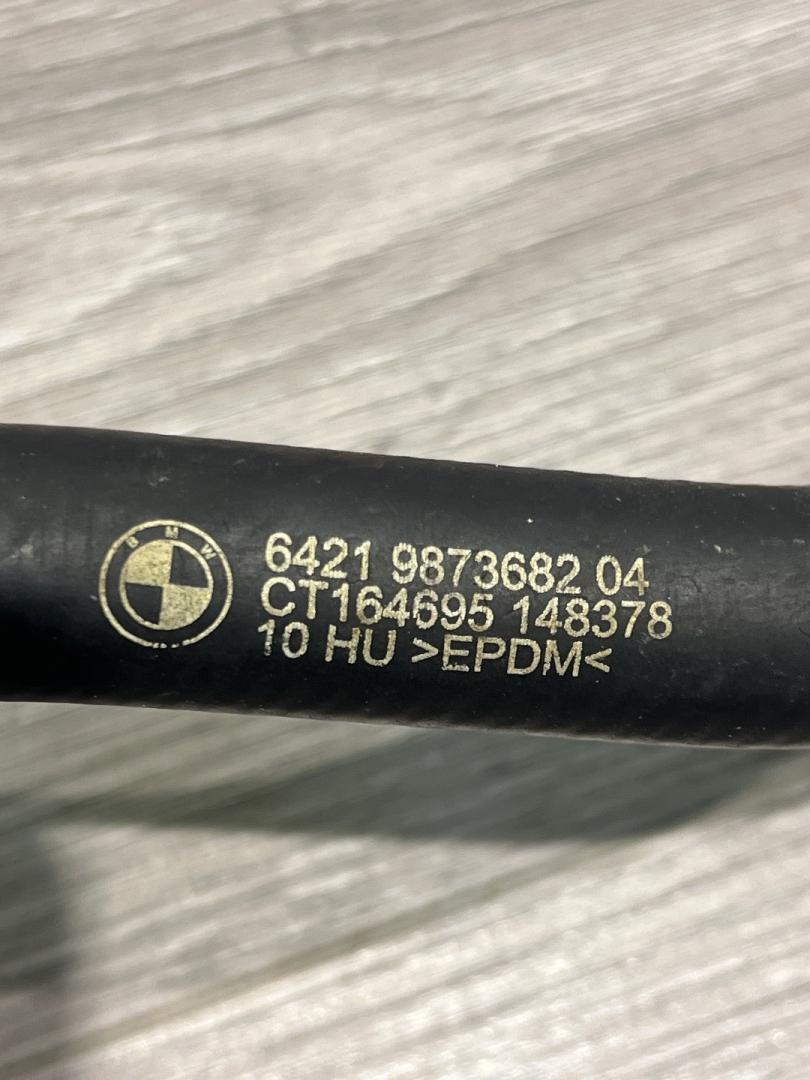 BMW
6421 9873682 04
CT164695 148378
10 HU >EPDM<